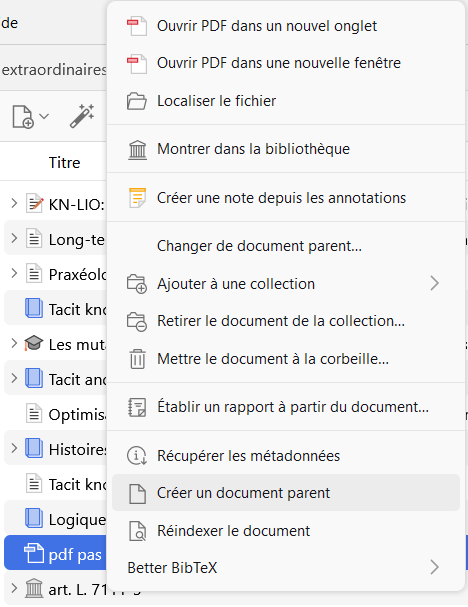 de
extraordinaires
Titre
KN-LIO:
Long-te
Praxéolo
Tacit kno
Les muta
Tacit and
Optimisa
Histoires
Tacit kno
Logique
pdf pas
art. L. 7111-3
Ouvrir PDF dans un nouvel onglet
Ouvrir PDF dans une nouvelle fenêtre
Localiser le fichier
Montrer dans la bibliothèque
Créer une note depuis les annotations
Changer de document parent...
Ajouter à une collection
Retirer le document de la collection...
Mettre le document à la corbeille...
Établir un rapport à partir du document...
Récupérer les métadonnées
Créer un document parent
Réindexer le document
Better BibTeX